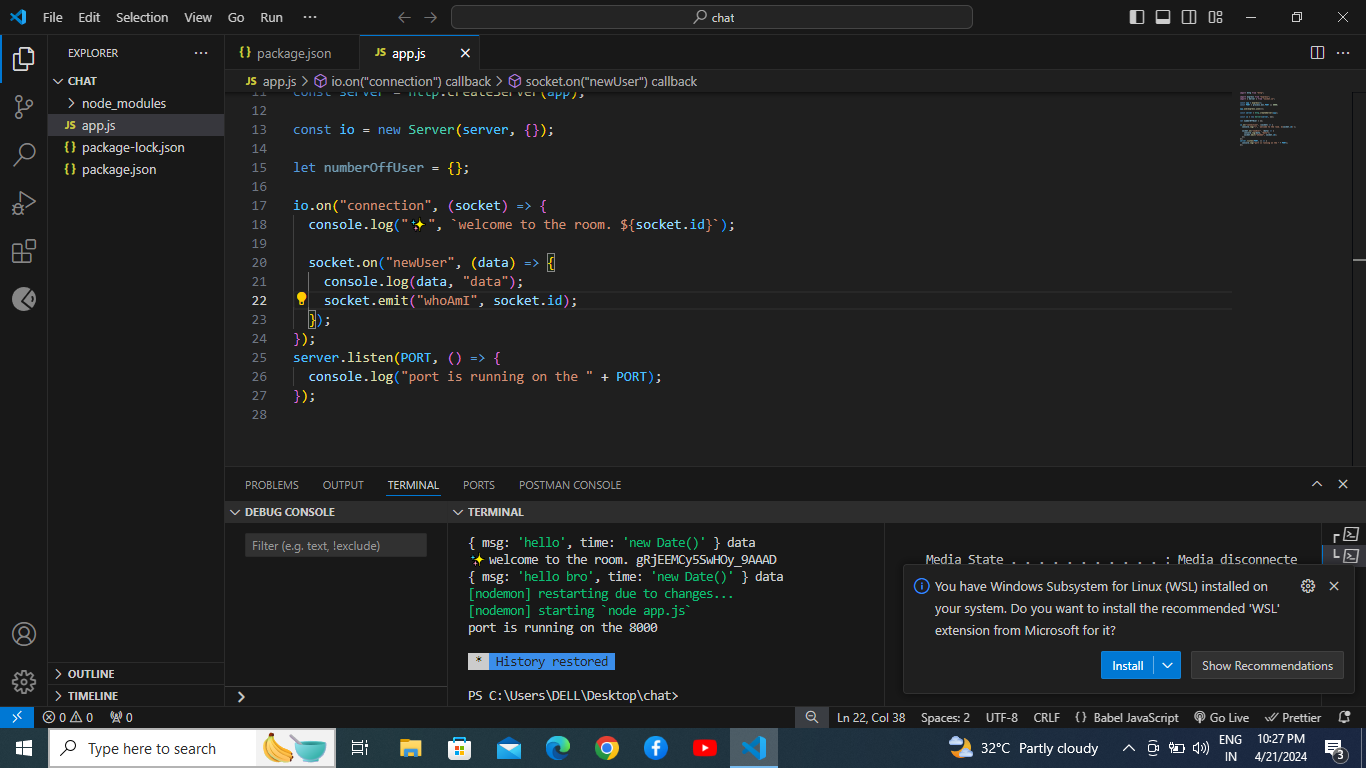 File Edit Selection View Go Run ···
chat
EXPLORER ···
CHAT
node_modules
JS app.js
{} package-lock.json
{} package.json
OUTLINE
TIMELINE
{} package.json
JS app.js
JS app.js > io.on("connection") callback > socket.on("newUser") callback
11 const server = http.createServer(app);
12
13 const io = new Server(server, {});
14
15 let numberOffUser = {};
16
17 io.on("connection", (socket) => {
18 console.log("✨", `welcome to the room. ${socket.id}`);
19
20 socket.on("newUser", (data) => {
21 console.log(data, "data");
22 socket.emit("whoAmI", socket.id);
23 });
24 });
25 server.listen(PORT, () => {
26 console.log("port is running on the " + PORT);
27 });
28
PROBLEMS OUTPUT TERMINAL PORTS POSTMAN CONSOLE
DEBUG CONSOLE
Filter (e.g. text, !exclude)
TERMINAL
{ msg: 'hello', time: 'new Date()' } data
✨ welcome to the room. gRjEEMCy5SwHOy_9AAAD
{ msg: 'hello bro', time: 'new Date()' } data
[nodemon] restarting due to changes...
[nodemon] starting `node app.js`
port is running on the 8000
* History restored
PS C:\Users\DELL\Desktop\chat>
Media State . . . . . . . . . . . : Media disconnecte
You have Windows Subsystem for Linux (WSL) installed on
your system. Do you want to install the recommended 'WSL'
extension from Microsoft for it?
Install
Show Recommendations
0 0 0
Ln 22, Col 38 Spaces: 2 UTF-8 CRLF {} Babel JavaScript Go Live Prettier
Type here to search
32°C Partly cloudy
ENG
IN
10:27 PM
4/21/2024
3